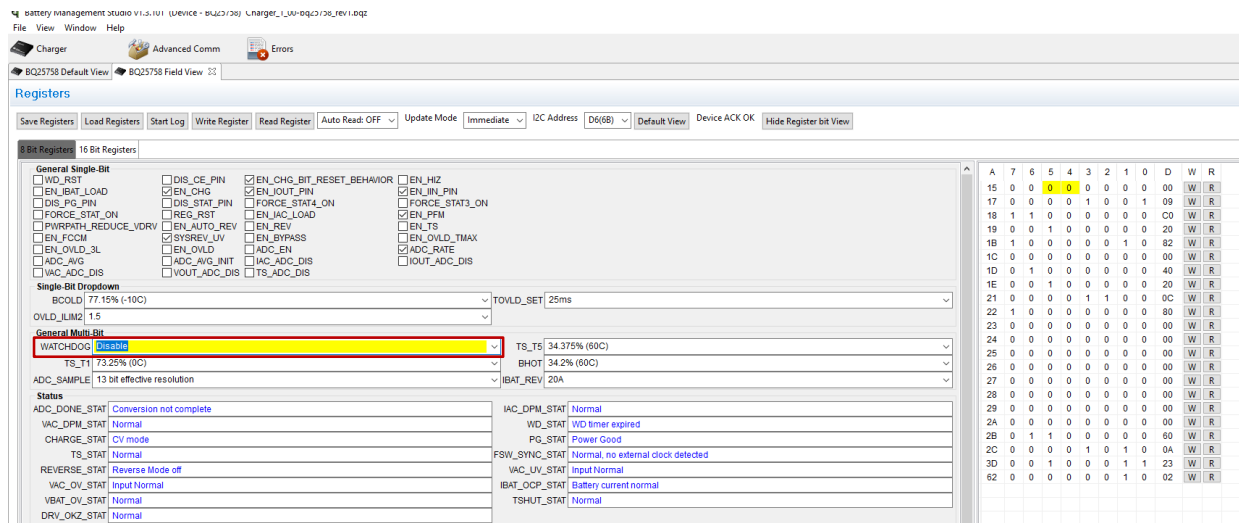 Battery Management Studio v1.3.101 (Device - BQ25758) Charger_1_00-bq25758_rev1.bqz
File View Window Help
Charger Advanced Comm Errors
BQ25758 Default View BQ25758 Field View
Registers
Save Registers Load Registers Start Log Write Register Read Register Auto Read: OFF Update Mode Immediate I2C Address D6(6B) Default View Device ACK OK Hide Register bit View
8 Bit Registers 16 Bit Registers
General Single-Bit
WD_RST DIS_CE_PIN EN_CHG_BIT_RESET_BEHAVIOR EN_HIZ
EN_IBAT_LOAD EN_CHG EN_IOUT_PIN EN_IIN_PIN
DIS_PG_PIN DIS_STAT_PIN FORCE_STAT4_ON FORCE_STAT3_ON
FORCE_STAT_ON REG_RST EN_IAC_LOAD EN_PFM
PWRPATH_REDUCE_VDRV EN_AUTO_REV EN_REV EN_TS
EN_FCCM SYSREV_UV EN_BYPASS EN_OVLD_TMAX
EN_OVLD_3L EN_OVLD ADC_EN ADC_RATE
ADC_AVG ADC_AVG_INIT IAC_ADC_DIS IOUT_ADC_DIS
VAC_ADC_DIS VOUT_ADC_DIS TS_ADC_DIS
Single-Bit Dropdown
BCOLD 77.15% (-10C) TOVLD_SET 25ms
OVLD_ILIM2 1.5
General Multi-Bit
WATCHDOG Disable TS_T5 34.375% (60C)
TS_T1 73.25% (0C) BHOT 34.2% (60C)
ADC_SAMPLE 13 bit effective resolution IBAT_REV 20A
Status
ADC_DONE_STAT Conversion not complete IAC_DPM_STAT Normal
VAC_DPM_STAT Normal WD_STAT WD timer expired
CHARGE_STAT CV mode PG_STAT Power Good
TS_STAT Normal FSW_SYNC_STAT Normal, no external clock detected
REVERSE_STAT Reverse Mode off VAC_UV_STAT Input Normal
VAC_OV_STAT Input Normal IBAT_OCP_STAT Battery current normal
VBAT_OV_STAT Normal TSHUT_STAT Normal
DRV_OKZ_STAT Normal
A 7 6 5 4 3 2 1 0 D W R
15 0 0 0 0 0 0 0 0 00 W R
17 0 0 0 0 1 0 0 1 09 W R
18 1 1 0 0 0 0 0 0 C0 W R
19 0 0 1 0 0 0 0 0 20 W R
1B 1 0 0 0 0 0 1 0 82 W R
1C 0 0 0 0 0 0 0 0 00 W R
1D 0 1 0 0 0 0 0 0 40 W R
1E 0 0 1 0 0 0 0 0 20 W R
21 0 0 0 0 1 1 0 0 0C W R
22 1 0 0 0 0 0 0 0 80 W R
23 0 0 0 0 0 0 0 0 00 W R
24 0 0 0 0 0 0 0 0 00 W R
25 0 0 0 0 0 0 0 0 00 W R
26 0 0 0 0 0 0 0 0 00 W R
27 0 0 0 0 0 0 0 0 00 W R
28 0 0 0 0 0 0 0 0 00 W R
29 0 0 0 0 0 0 0 0 00 W R
2A 0 0 0 0 0 0 0 0 00 W R
2B 0 1 1 0 0 0 0 0 60 W R
2C 0 0 0 0 1 0 1 0 0A W R
3D 0 0 1 0 0 0 1 1 23 W R
62 0 0 0 0 0 0 1 0 02 W R